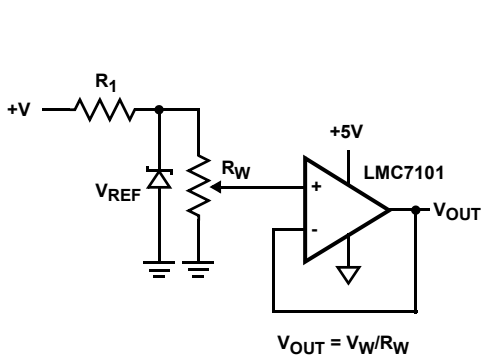 R1
+V
+5V
RW
LMC7101
VREF
+
-
VOUT
VOUT = VW/RW